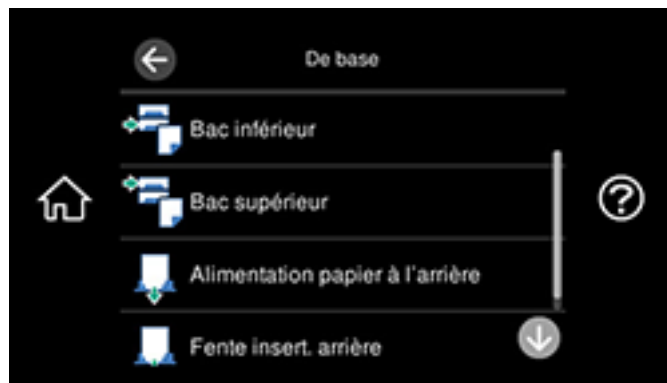 De base
Bac inférieur
Bac supérieur
Alimentation papier à l'arrière
Fente insert. arrière